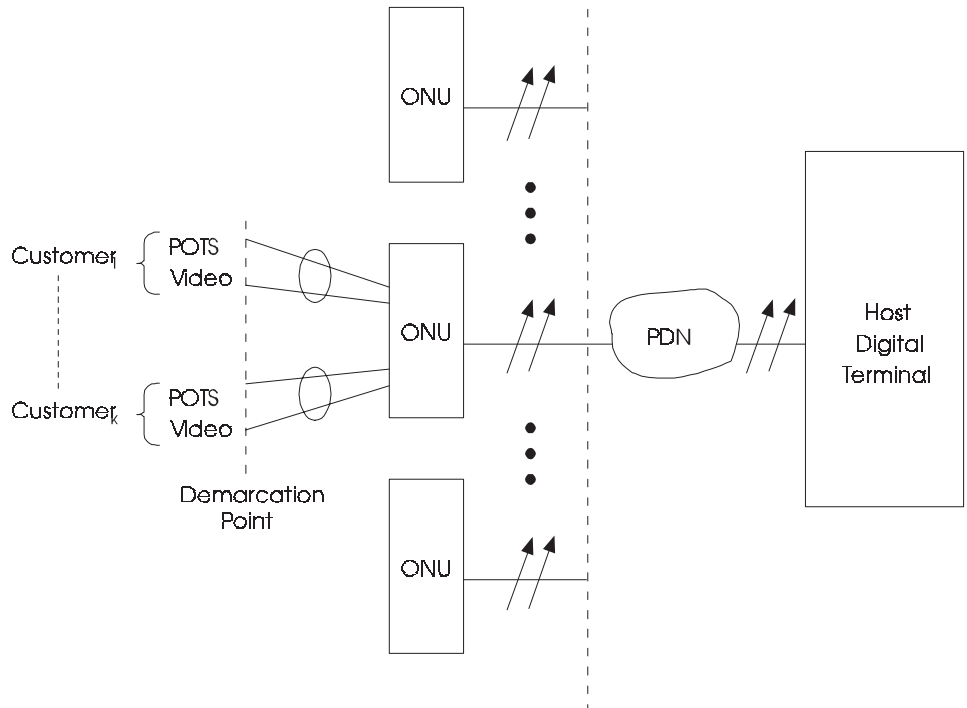 ONU
Customer1
POTS
Video
ONU
PDN
Host
Digital
Terminal
Customerk
POTS
Video
Demarcation
Point
ONU